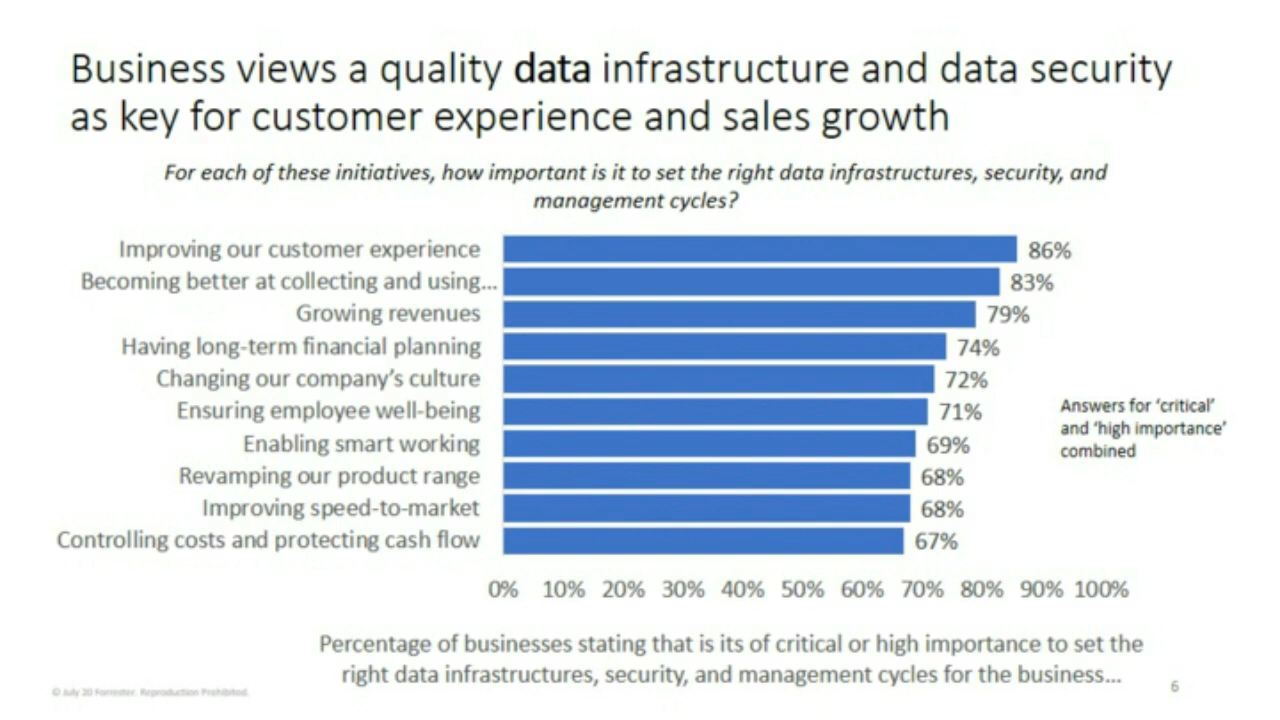 Business views a quality data infrastructure and data security
as key for customer experience and sales growth
For each of these initiatives, how important is it to set the right data infrastructures, security, and
management cycles?
Improving our customer experience 86%
Becoming better at collecting and using... 83%
Growing revenues 79%
Having long-term financial planning 74%
Changing our company's culture 72%
Ensuring employee well-being 71%
Enabling smart working 69%
Revamping our product range 68%
Improving speed-to-market 68%
Controlling costs and protecting cash flow 67%
Answers for 'critical'
and 'high importance'
combined
0% 10% 20% 30% 40% 50% 60% 70% 80% 90% 100%
Percentage of businesses stating that is its of critical or high importance to set the
right data infrastructures, security, and management cycles for the business...
© July 20 Forrester. Reproduction Prohibited.
6